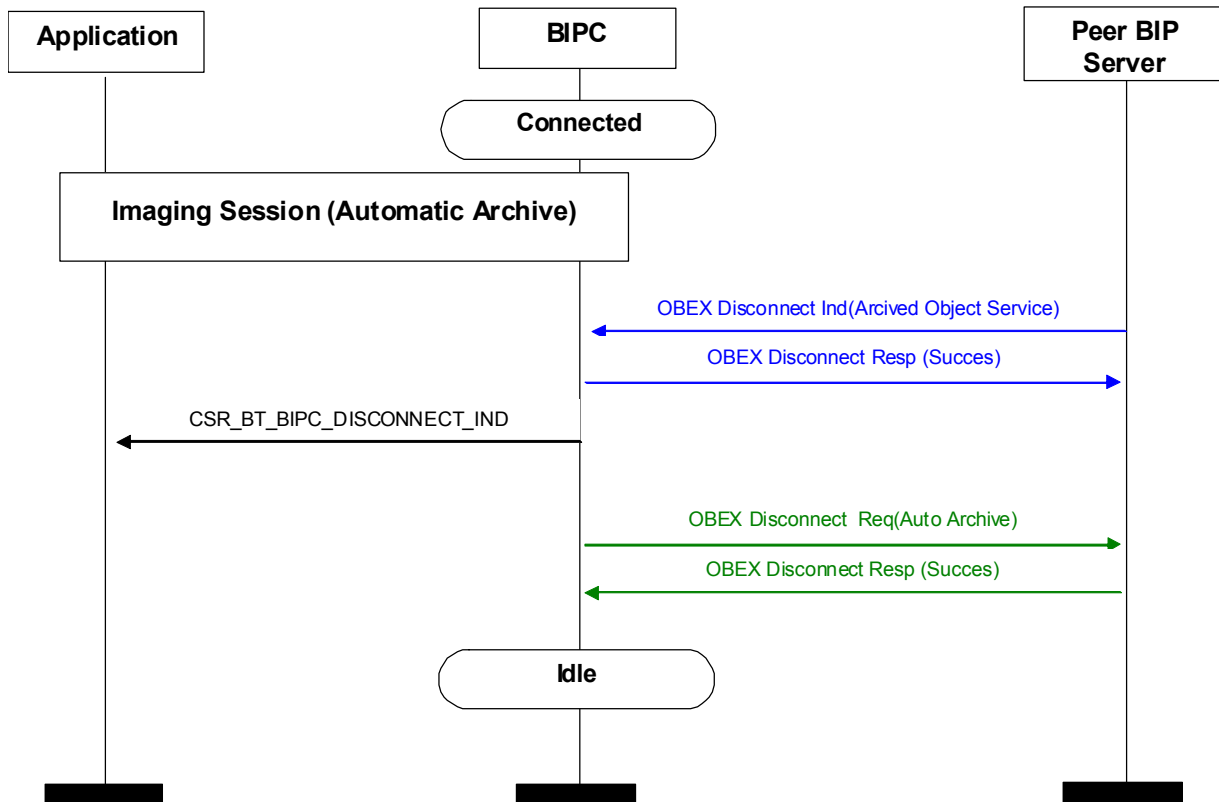 Application
BIPC
Peer BIP
Server
Connected
Imaging Session (Automatic Archive)
OBEX Disconnect Ind(Arcived Object Service)
OBEX Disconnect Resp (Succes)
CSR_BT_BIPC_DISCONNECT_IND
OBEX Disconnect  Req(Auto Archive)
OBEX Disconnect Resp (Succes)
Idle